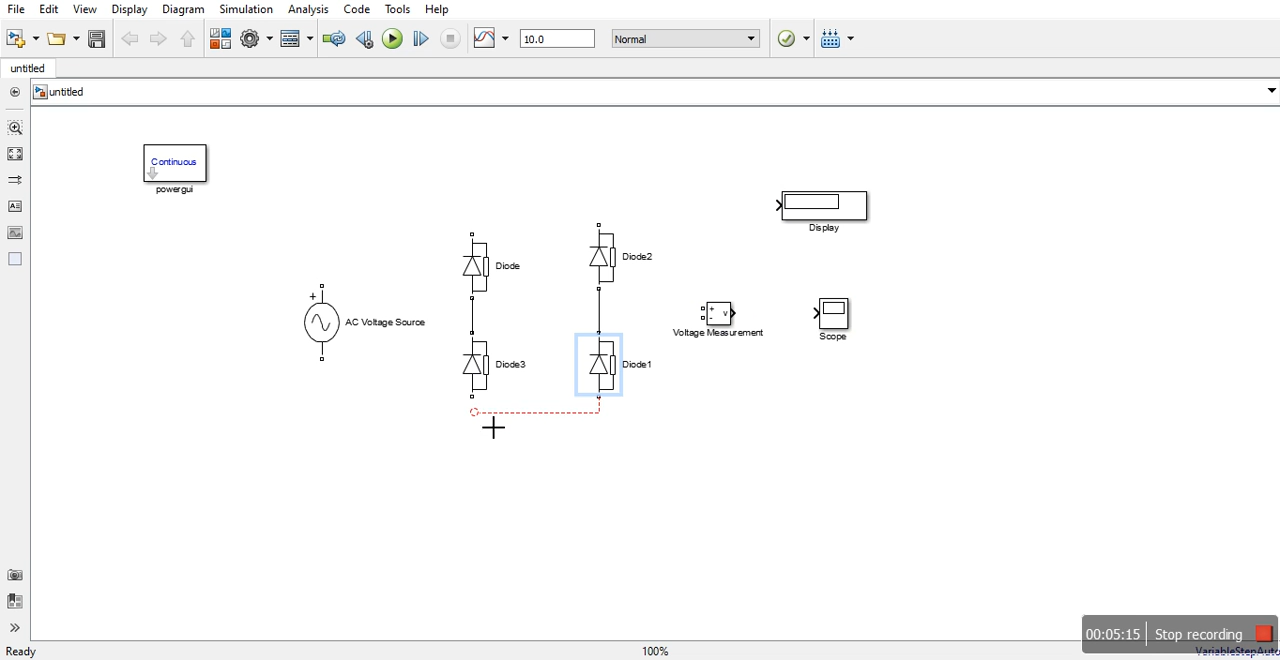 File Edit View Display Diagram Simulation Analysis Code Tools Help
10.0 Normal
untitled
untitled
Continuous
powergui
Display
Diode2
Diode
+
AC Voltage Source
+
- v
Voltage Measurement
Scope
Diode3
Diode1
00:05:15 Stop recording
Ready 100% VariableStepAuto